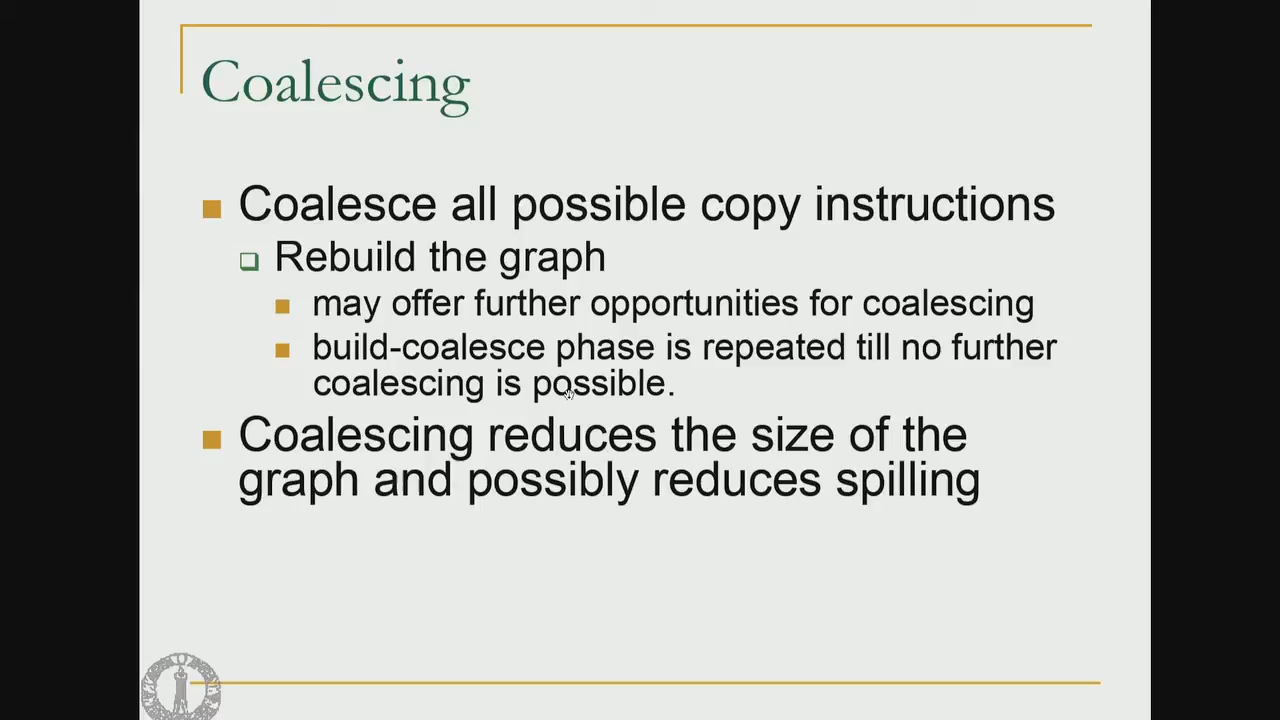 Coalescing
Coalesce all possible copy instructions
Rebuild the graph
may offer further opportunities for coalescing
build-coalesce phase is repeated till no further
coalescing is possible.
Coalescing reduces the size of the
graph and possibly reduces spilling